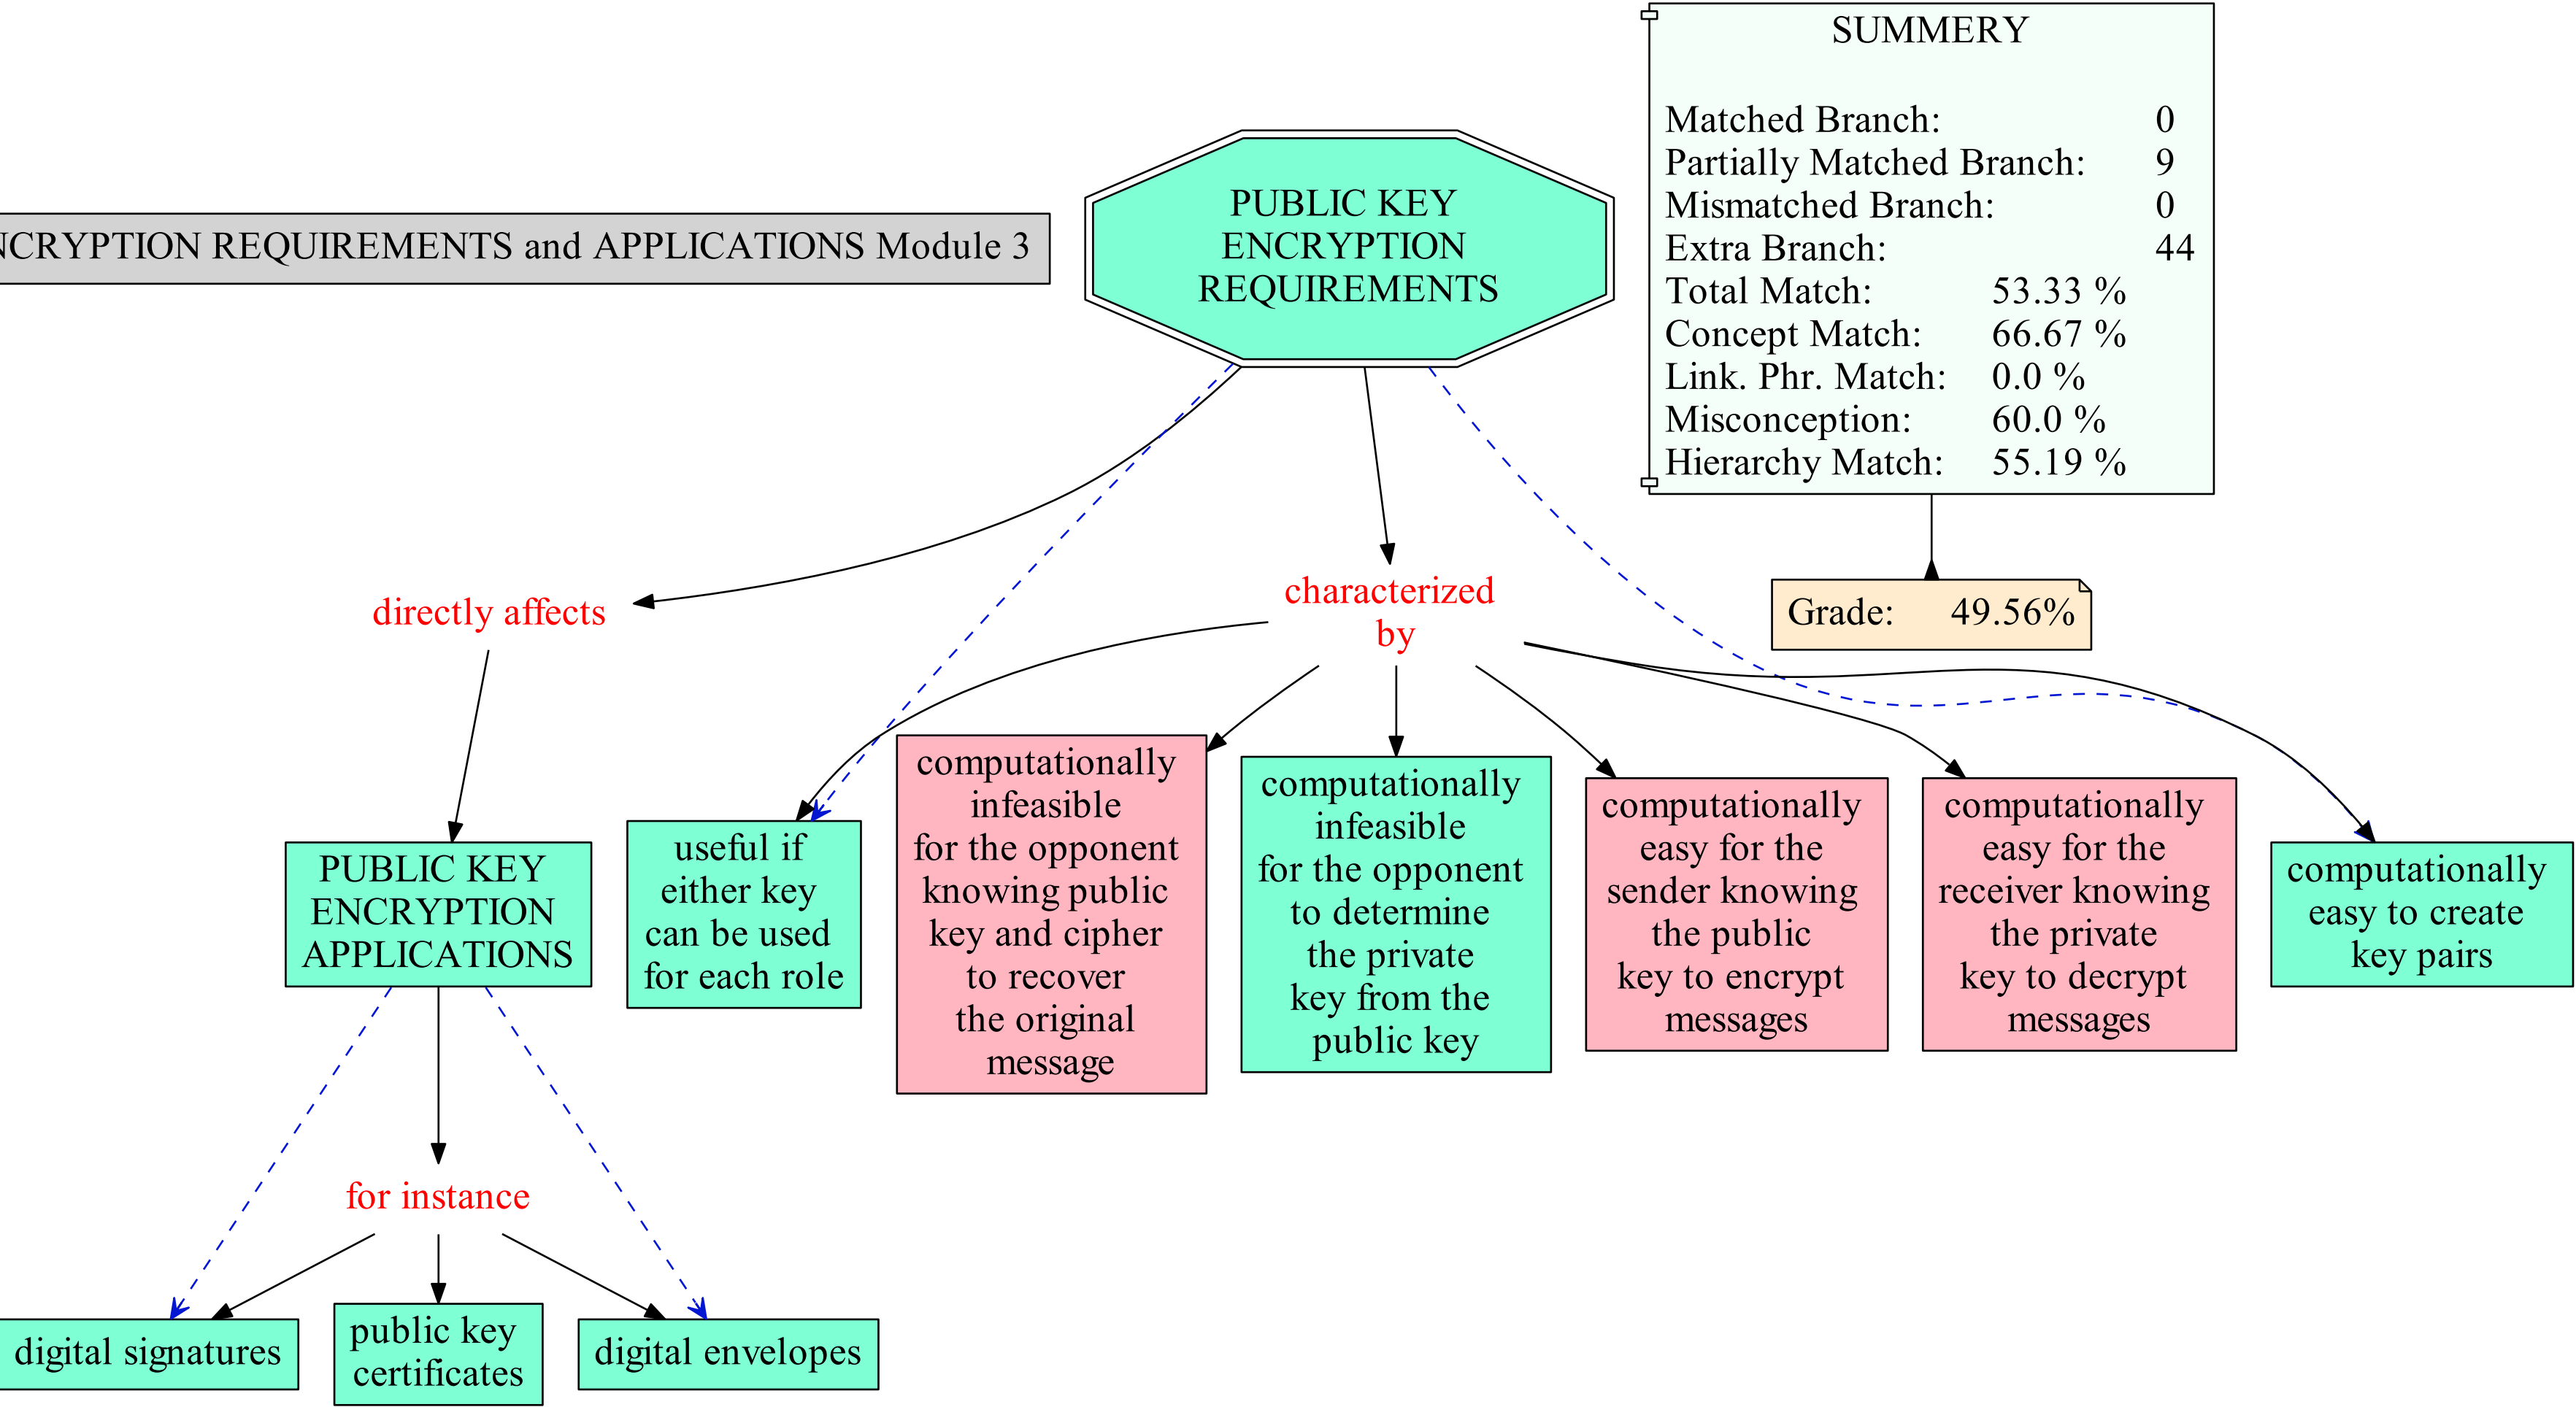 SUMMERY
Matched Branch: 0
Partially Matched Branch: 9
Mismatched Branch: 0
Extra Branch: 44
Total Match: 53.33 %
Concept Match: 66.67 %
Link. Phr. Match: 0.0 %
Misconception: 60.0 %
Hierarchy Match: 55.19 %
Grade: 49.56%
REQUIREMENTS and APPLICATIONS Module 3
PUBLIC KEY
ENCRYPTION
REQUIREMENTS
directly affects
characterized
by
PUBLIC KEY
ENCRYPTION
APPLICATIONS
useful if
either key
can be used
for each role
computationally
infeasible
for the opponent
knowing public
key and cipher
to recover
the original
message
computationally
infeasible
for the opponent
to determine
the private
key from the
public key
computationally
easy for the
sender knowing
the public
key to encrypt
messages
computationally
easy for the
receiver knowing
the private
key to decrypt
messages
computationally
easy to create
key pairs
for instance
digital signatures
public key
certificates
digital envelopes